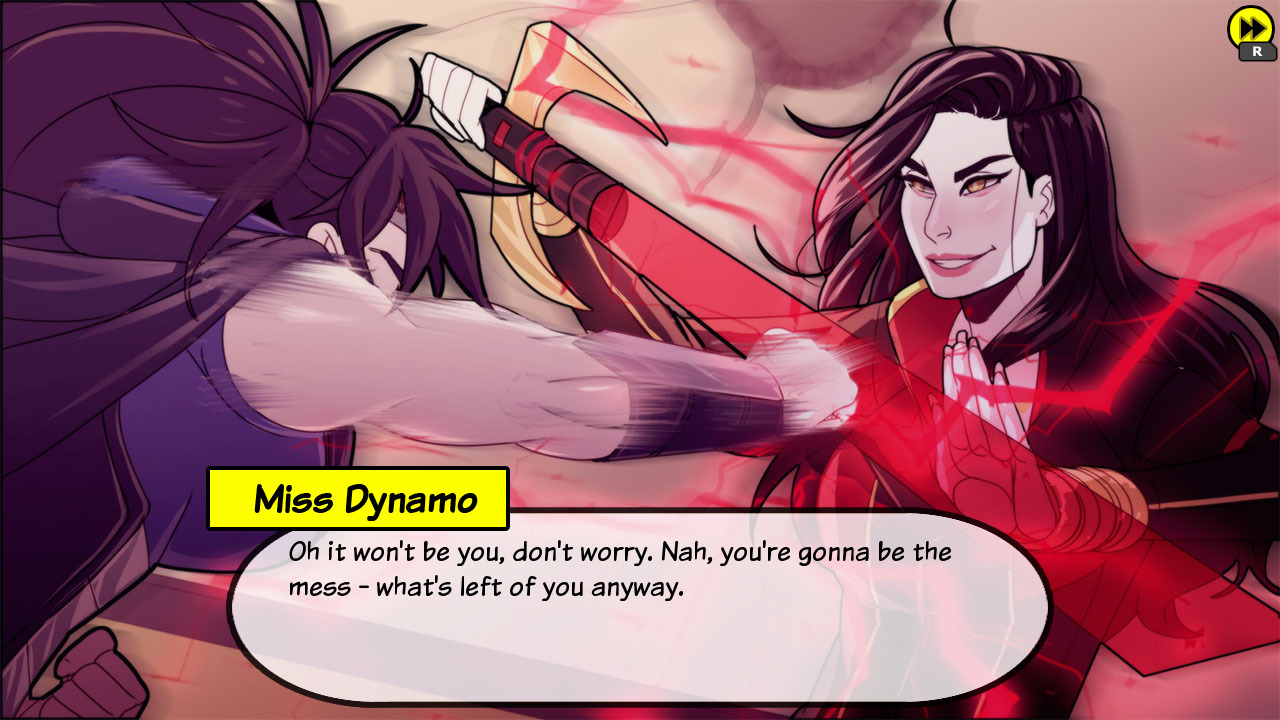 R
Miss Dynamo
Oh it won't be you, don't worry. Nah, you're gonna be the
mess - what's left of you anyway.